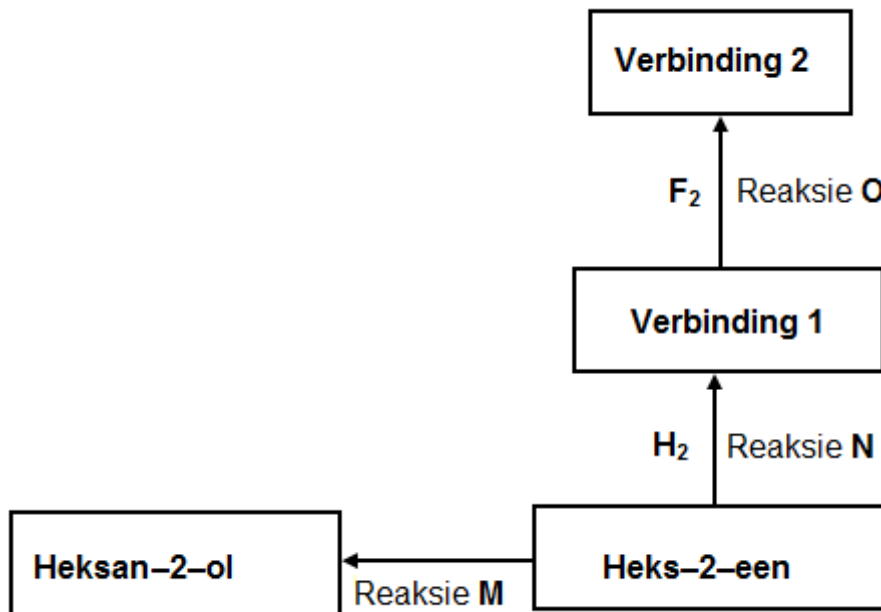 Verbinding 2
F₂ Reaksie O
Verbinding 1
H₂ Reaksie N
Heksan–2–ol
Heks–2–een
Reaksie M